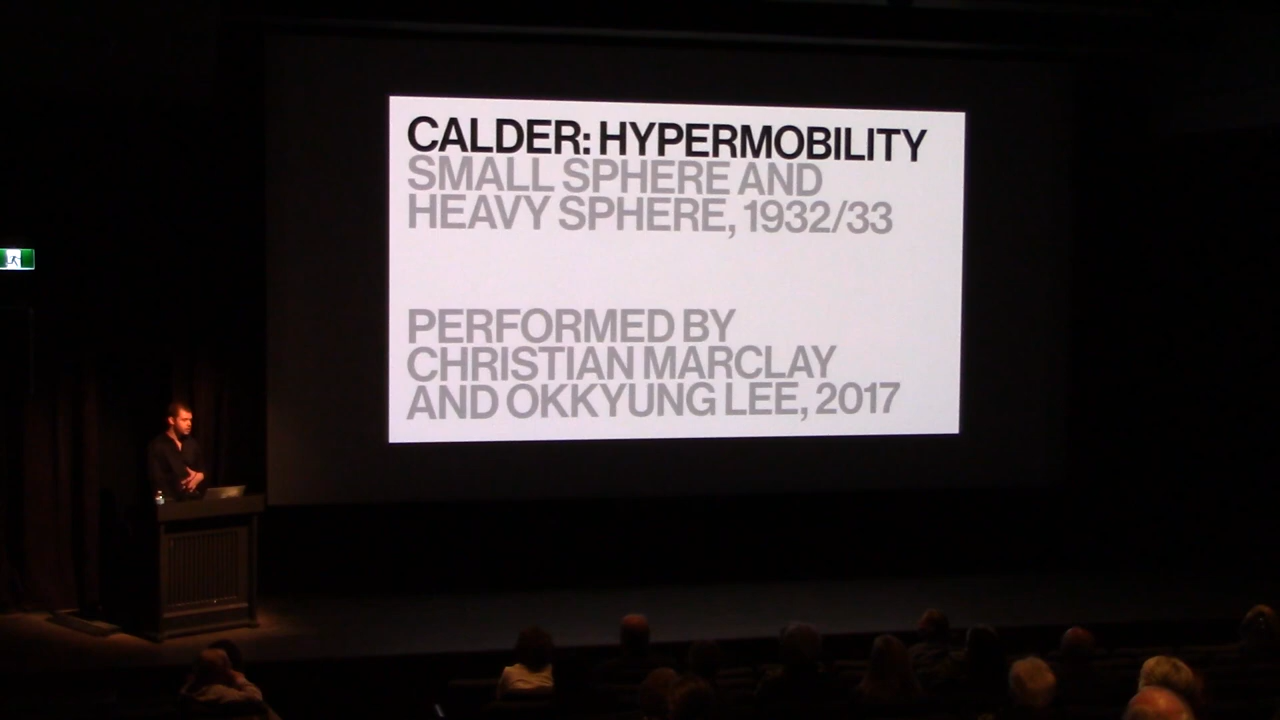 CALDER: HYPERMOBILITY
SMALL SPHERE AND
HEAVY SPHERE, 1932/33
PERFORMED BY
CHRISTIAN MARCLAY
AND OKKYUNG LEE, 2017